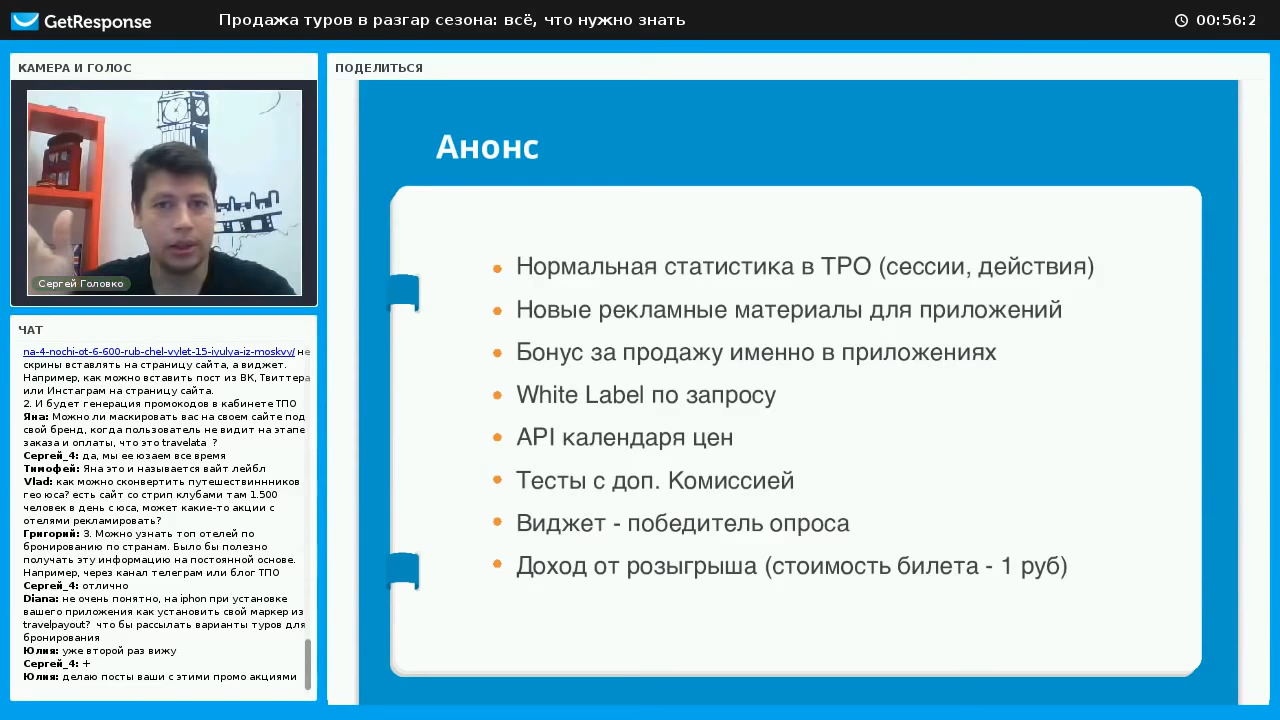 GetResponse
Продажа туров в разгар сезона: всё, что нужно знать
00:56:2
КАМЕРА И ГОЛОС
Сергей Головко
ЧАТ
na-4-nochi-ot-6-600-rub-chel-vylet-15-iyulya-iz-moskvy/ не
скрины вставлять на страницу сайта, а виджет.
Например, как можно вставить пост из ВК, Твиттера
или Инстаграм на страницу сайта.
2. И будет генерация промокодов в кабинете ТПО
Яна: Можно ли маскировать вас на своем сайте под
свой бренд, когда пользователь не видит на этапе
заказа и оплаты, что это travelata ?
Сергей_4: да, мы ее юзаем все время
Тимофей: Яна это и называется вайт лейбл
Vlad: как можно сконвертить путешественнников
гео юса? есть сайт со стрип клубами там 1.500
человек в день с юса, может какие-то акции с
отелями рекламировать?
Григорий: 3. Можно узнать топ отелей по
бронированию по странам. Было бы полезно
получать эту информацию на постоянной основе.
Например, через канал телеграм или блог ТПО
Сергей_4: отлично
Diana: не очень понятно, на iphon при установке
вашего приложения как установить свой маркер из
travelpayout? что бы рассылать варианты туров для
бронирования
Юлия: уже второй раз вижу
Сергей_4: +
Юлия: делаю посты ваши с этими промо акциями
ПОДЕЛИТЬСЯ
Анонс
Нормальная статистика в TPO (сессии, действия)
Новые рекламные материалы для приложений
Бонус за продажу именно в приложениях
White Label по запросу
API календаря цен
Тесты с доп. Комиссией
Виджет - победитель опроса
Доход от розыгрыша (стоимость билета - 1 руб)